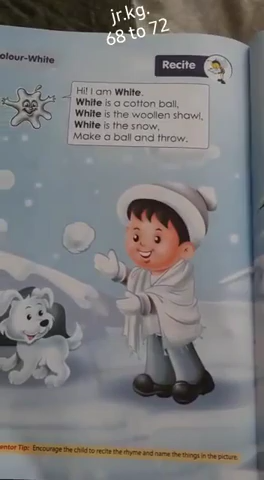 jr.kg.
68 to 72
olour-White
Recite
Hi! I am White.
White is a cotton ball,
White is the woollen shawl,
White is the snow,
Make a ball and throw.
entor Tip: Encourage the child to recite the rhyme and name the things in the picture.